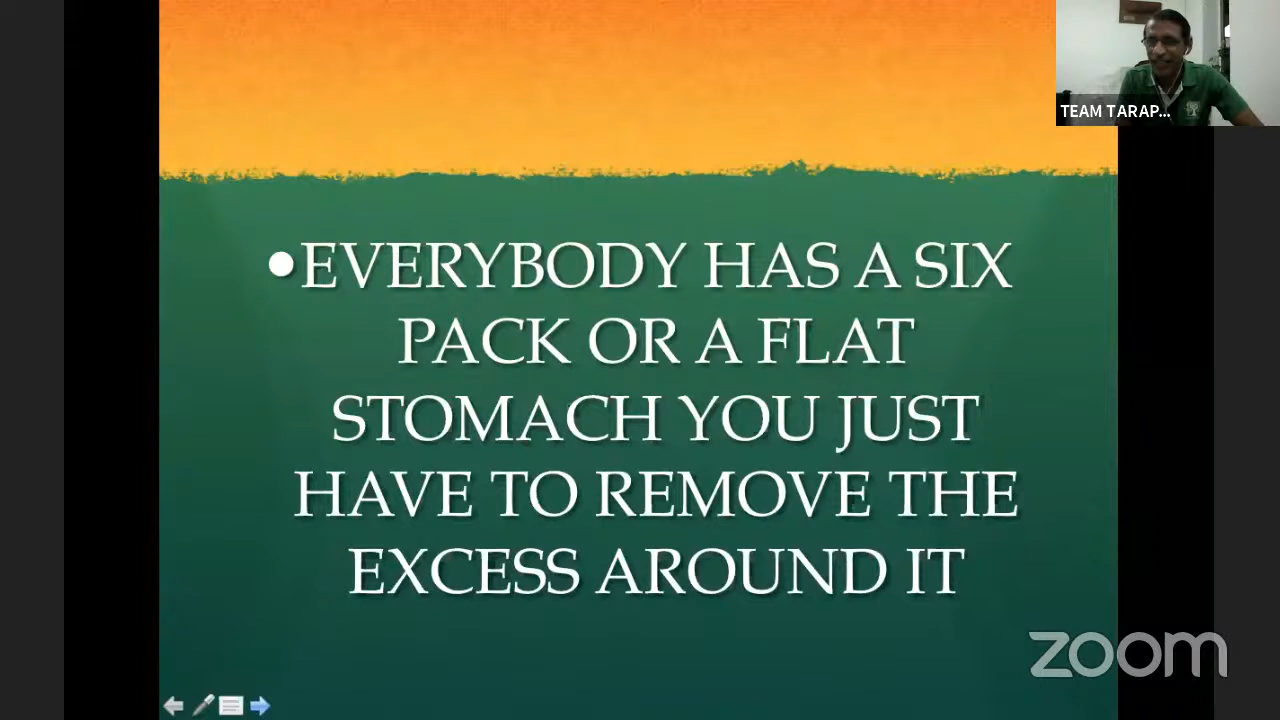 TEAM TARAP...
•EVERYBODY HAS A SIX
PACK OR A FLAT
STOMACH YOU JUST
HAVE TO REMOVE THE
EXCESS AROUND IT
zoom